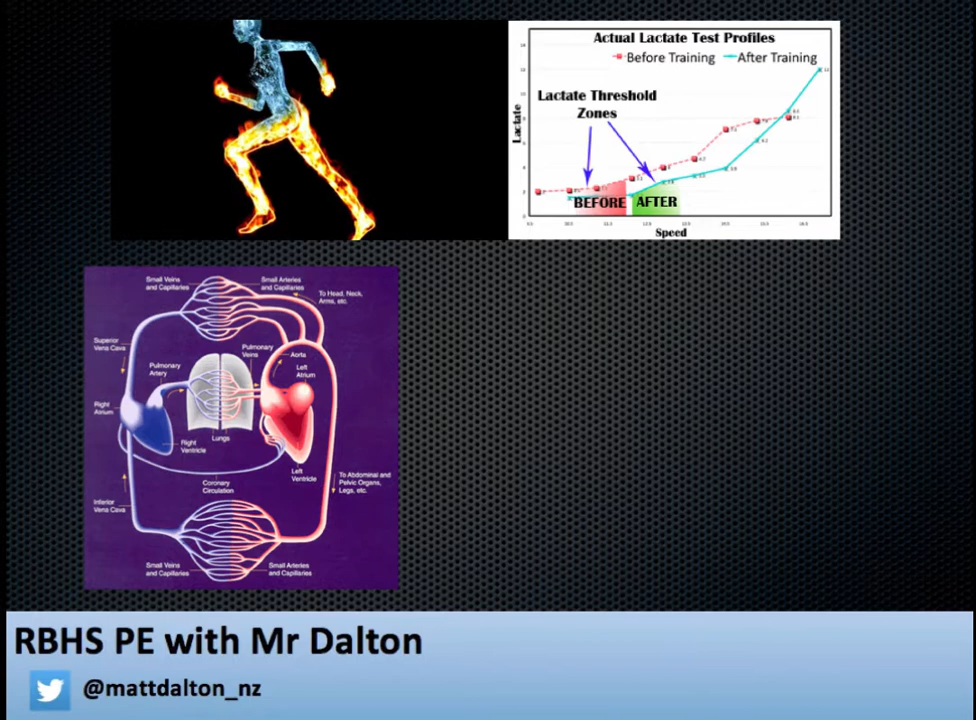 Actual Lactate Test Profiles
Before Training After Training
Lactate Threshold
Zones
Lactate
BEFORE AFTER
Speed
Small Veins
and Capillaries
Small Arteries
and Capillaries
To Head, Neck,
Arms, etc.
Superior
Vena Cava
Pulmonary
Veins
Aorta
Pulmonary
Artery
Left
Atrium
Right
Atrium
Lungs
Right
Ventricle
Left
Ventricle
Coronary
Circulation
To Abdominal and
Pelvic Organs,
Legs, etc.
Inferior
Vena Cava
Small Veins
and Capillaries
Small Arteries
and Capillaries
RBHS PE with Mr Dalton
@mattdalton_nz